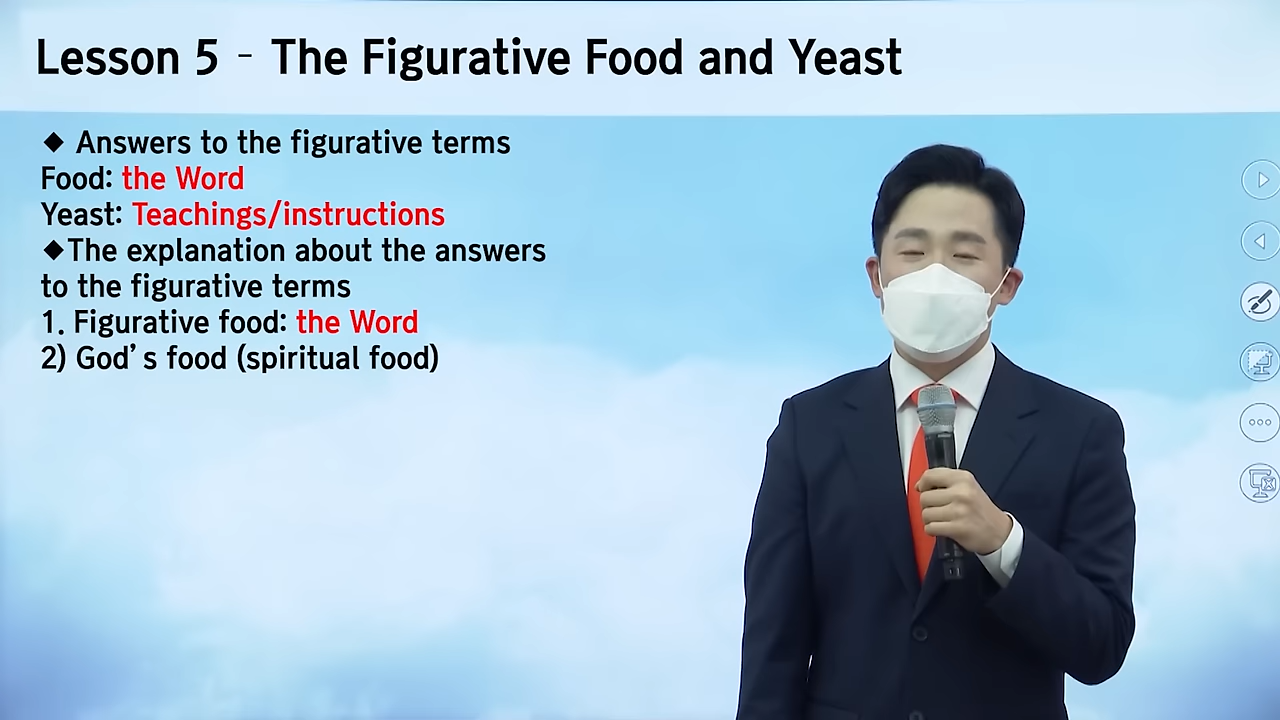 Lesson 5 - The Figurative Food and Yeast
◆ Answers to the figurative terms
Food: the Word
Yeast: Teachings/instructions
◆The explanation about the answers
to the figurative terms
1. Figurative food: the Word
2) God's food (spiritual food)